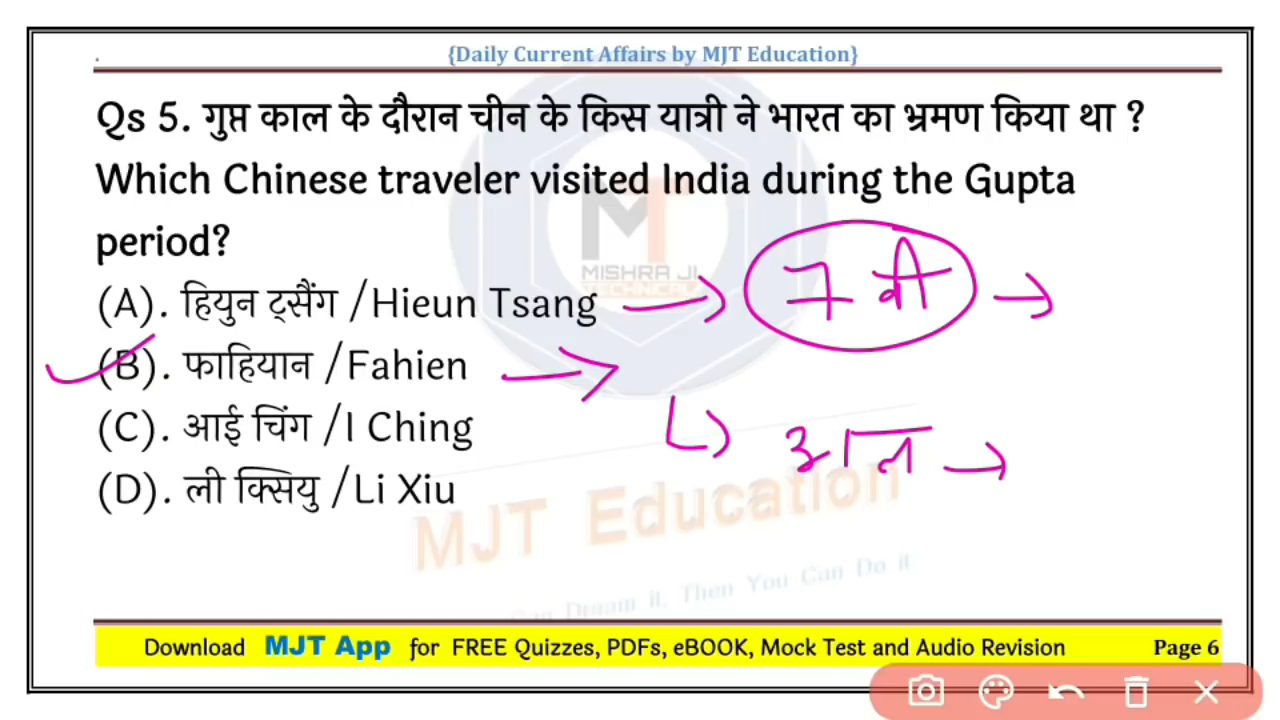 .
{Daily Current Affairs by MJT Education}
Qs 5. गुप्त काल के दौरान चीन के किस यात्री ने भारत का भ्रमण किया था ?
Which Chinese traveler visited India during the Gupta
period?
(A). हियुन ट्सैंग /Hieun Tsang
(B). फाहियान /Fahien
(C). आई चिंग /I Ching
(D). ली क्सियु /Li Xiu
MISHRA JI
TECHNICAL
MJT Education
Can Dream it, Then You Can Do it
Download MJT App for FREE Quizzes, PDFs, eBOOK, Mock Test and Audio Revision Page 6